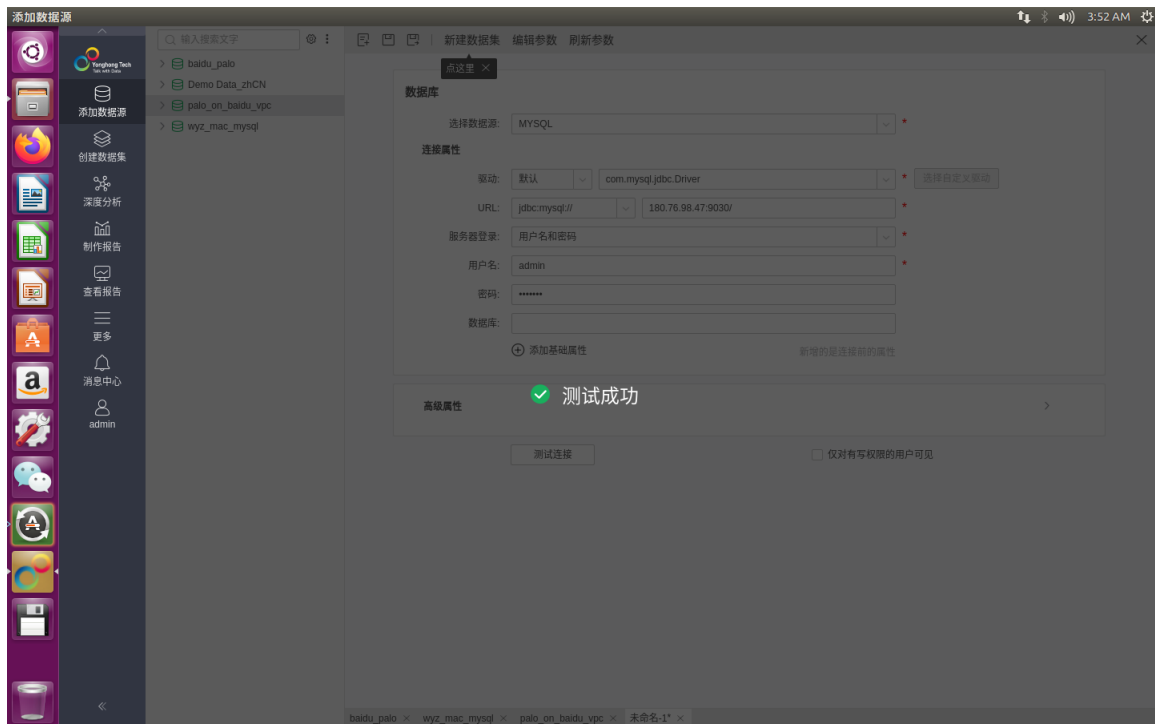 添加数据源
3:52 AM
Yonghong Tech
Talk with Data
添加数据源
创建数据集
深度分析
制作报告
查看报告
更多
消息中心
admin
输入搜索文字
baidu_palo
Demo Data_zhCN
palo_on_baidu_vpc
wyz_mac_mysql
新建数据集 编辑参数 刷新参数
点这里
数据库
选择数据源: MYSQL *
连接属性
驱动: 默认 com.mysql.jdbc.Driver * 选择自定义驱动
URL: jdbc:mysql:// 180.76.98.47:9030/ *
服务器登录: 用户名和密码 *
用户名: admin *
密码: •••••••
数据库:
添加基础属性 新增的是连接前的属性
测试成功
高级属性
测试连接 仅对有写权限的用户可见
baidu_palo × wyz_mac_mysql × palo_on_baidu_vpc × 未命名-1* ×